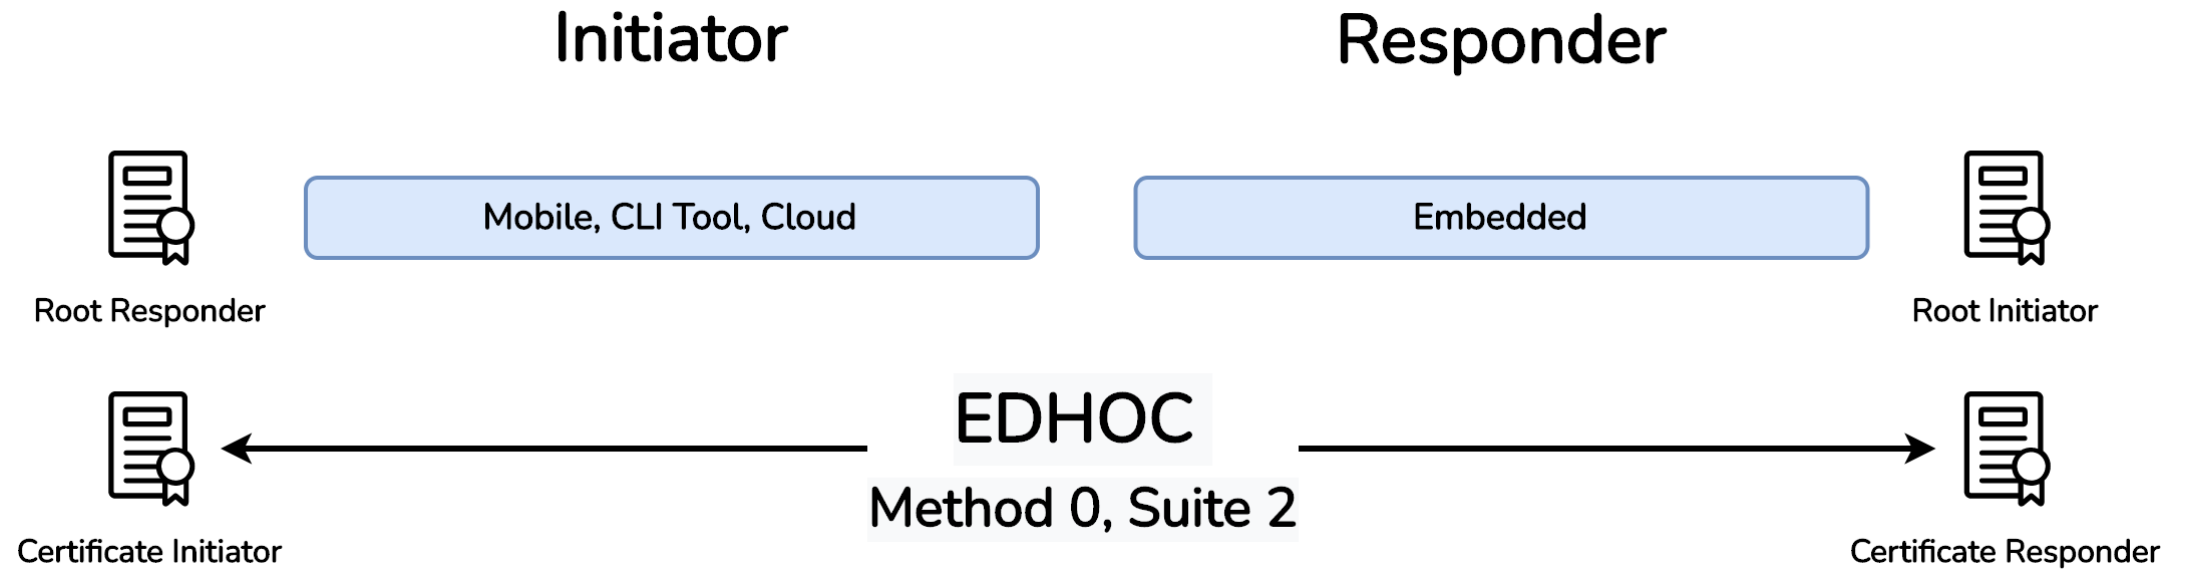 Initiator
Responder
Mobile, CLI Tool, Cloud
Embedded
Root Responder
Root Initiator
EDHOC
Method 0, Suite 2
Certificate Initiator
Certificate Responder